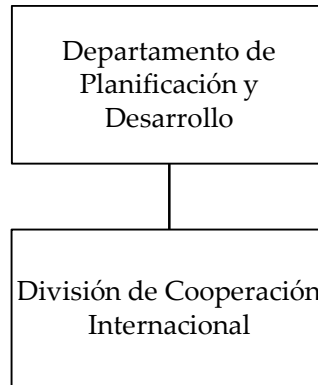 Departamento de
Planificación y
Desarrollo
División de Cooperación
Internacional